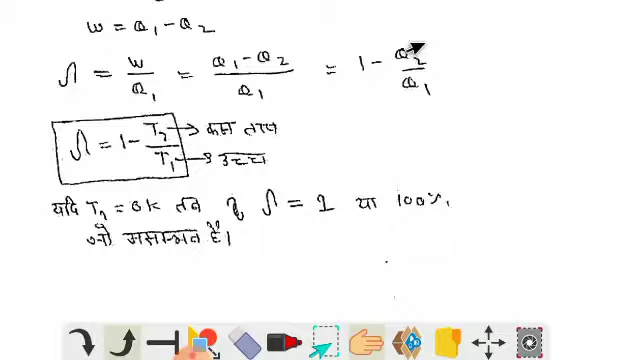 W = Q₁ - Q₂
η = W/Q₁ = (Q₁ - Q₂)/Q₁ = 1 - Q₂/Q₁
η = 1 - T₂/T₁ → कम ताप
→ उच्च
यदि T₂ = 0K तब η = 1 या 100%
जो असम्भव है।